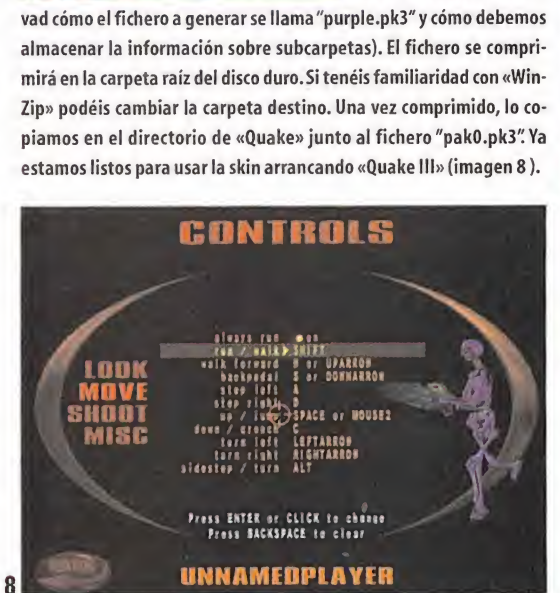 vad cómo el fichero a generar se llama "purple.pk3" y cómo debemos
almacenar la información sobre subcarpetas). El fichero se compri-
mirá en la carpeta raíz del disco duro. Si tenéis familiaridad con «Win-
Zip» podéis cambiar la carpeta destino. Una vez comprimido, lo co-
piamos en el directorio de «Quake» junto al fichero "pak0.pk3". Ya
estamos listos para usar la skin arrancando «Quake III» (imagen 8 ).
CONTROLS
always run on
run / walk SHIFT
walk forward W or UPARROW
backpedal S or DOWNARROW
step left A
step right D
up / jump SPACE or MOUSE2
down / crouch C
turn left LEFTARROW
turn right RIGHTARROW
sidestep / turn ALT
LOOK
MOVE
SHOOT
MISC
Press ENTER or CLICK to change
Press BACKSPACE to clear
UNNAMEDPLAYER
8